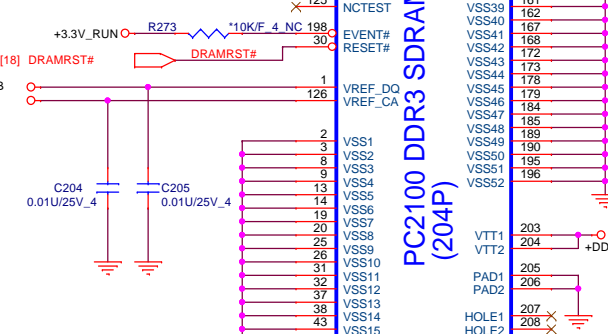 125
NCTEST
+3.3V_RUN R273 *10K/F_4_NC 198 EVENT#
[18] DRAMRST# DRAMRST# 30 RESET#
1 VREF_DQ
126 VREF_CA
C204
0.01U/25V_4
C205
0.01U/25V_4
2 VSS1
3 VSS2
8 VSS3
9 VSS4
13 VSS5
14 VSS6
19 VSS7
20 VSS8
25 VSS9
26 VSS10
31 VSS11
32 VSS12
37 VSS13
38 VSS14
43 VSS15
PC2100 DDR3 SDRAM
(204P)
VSS39 161
VSS40 162
VSS41 167
VSS42 168
VSS43 172
VSS44 173
VSS45 178
VSS46 179
VSS47 184
VSS48 185
VSS49 189
VSS50 190
VSS51 195
VSS52 196
VTT1 203
VTT2 204
+DD
PAD1 205
PAD2 206
HOLE1 207
HOLE2 208